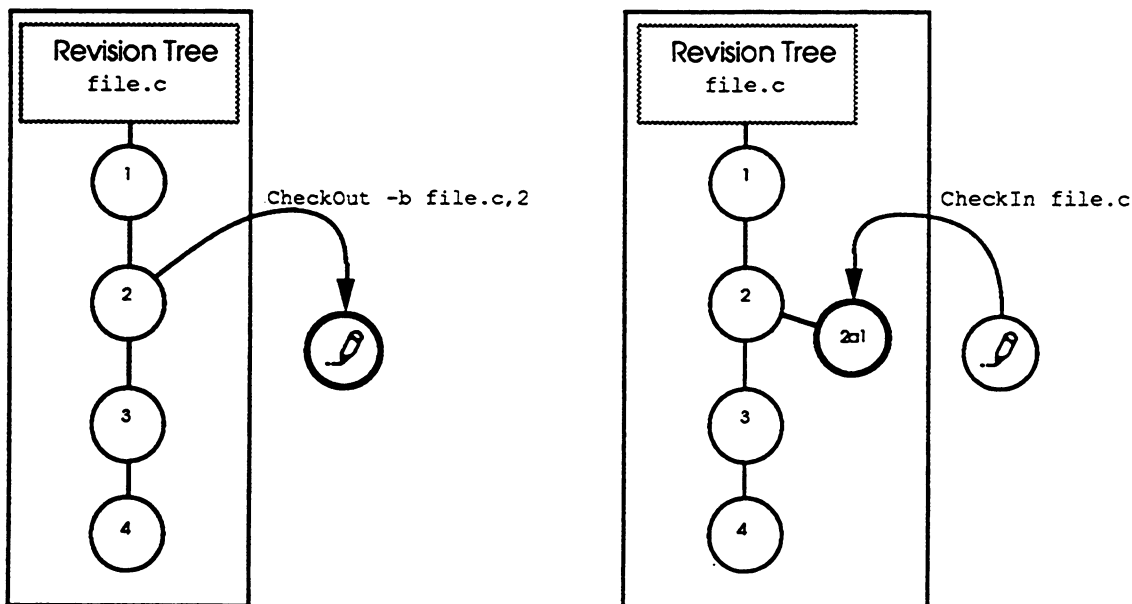 Revision Tree
file.c
1
CheckOut -b file.c,2
2
3
4
Revision Tree
file.c
1
CheckIn file.c
2
2a1
3
4